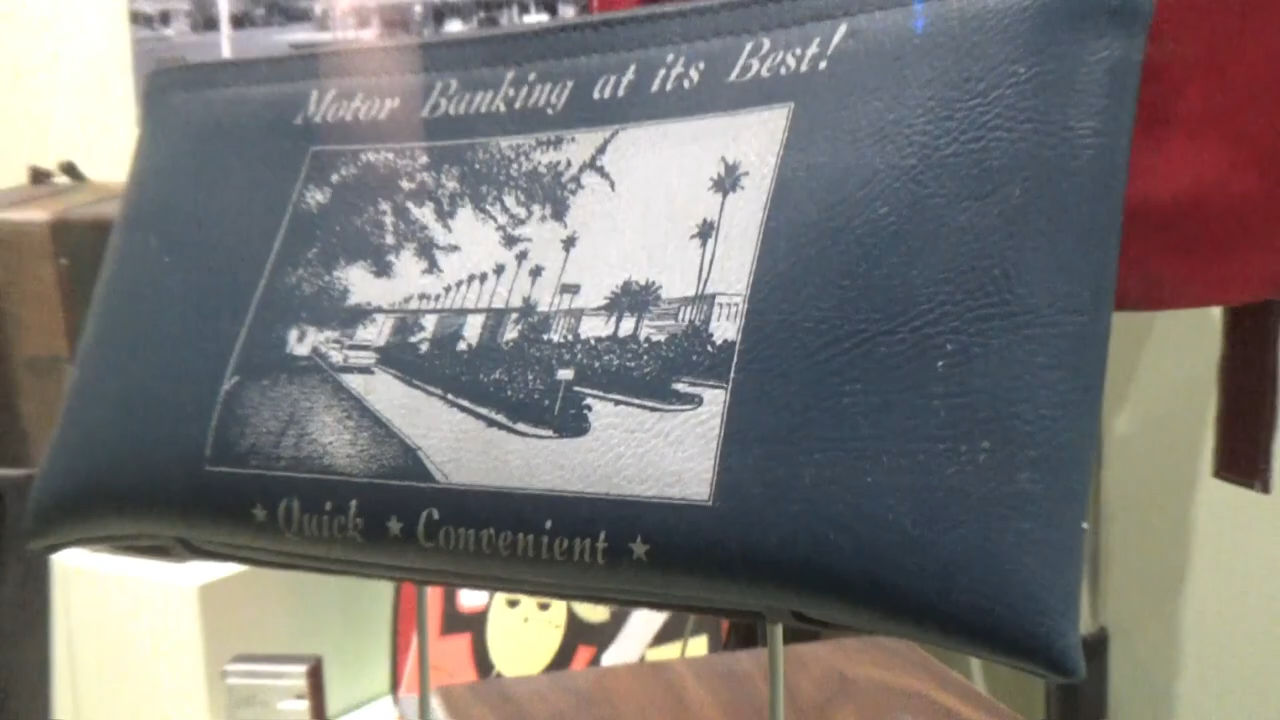 Motor Banking at its Best!
★ Quick ★ Convenient ★